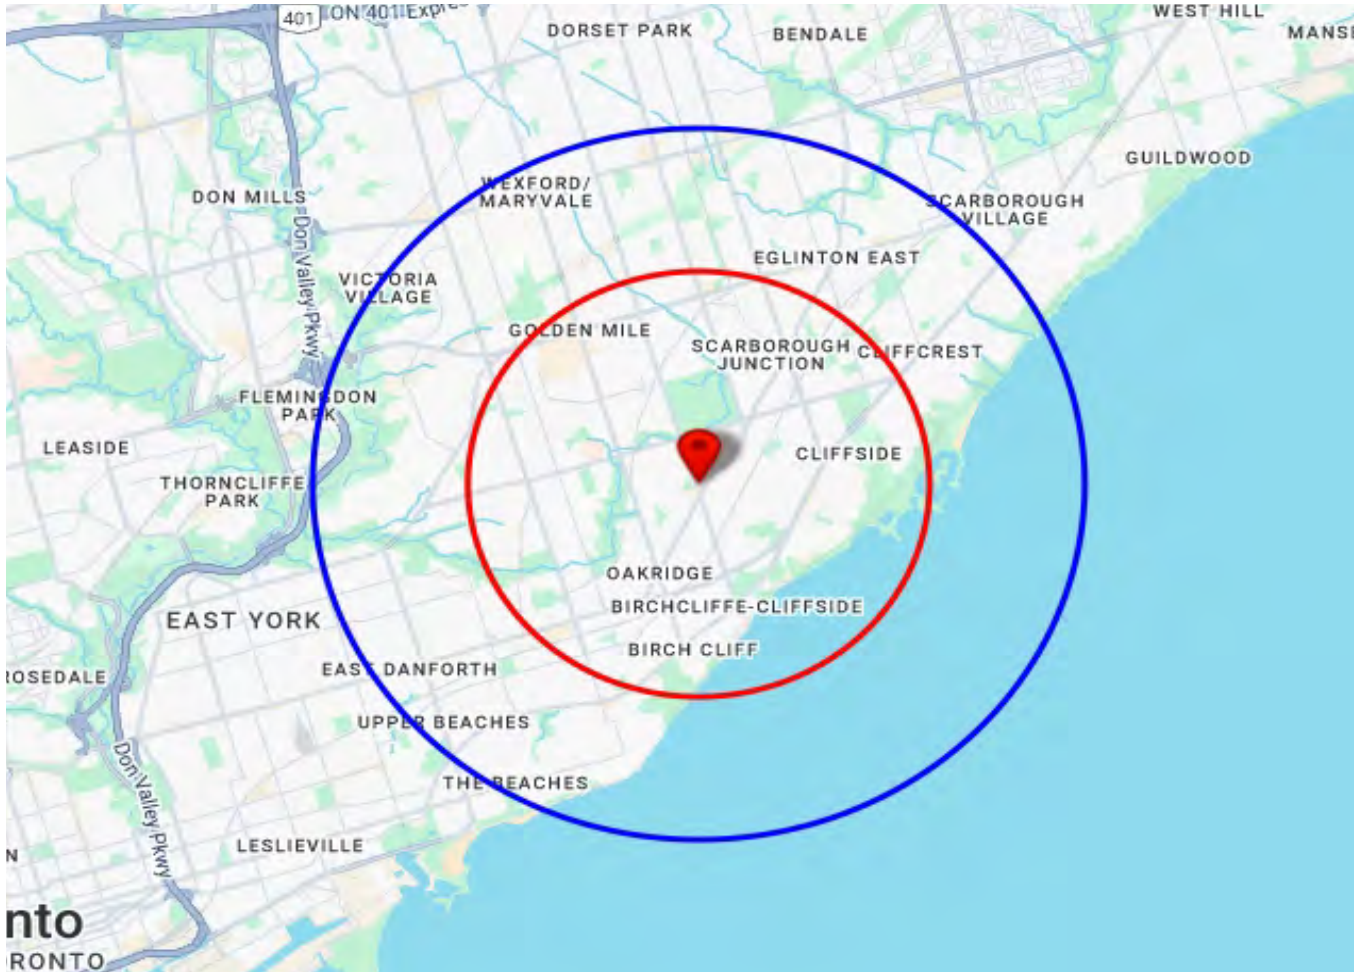 401
ON 401 Expres
DORSET PARK
BENDALE
WEST HILL
MANSE
GUILDWOOD
DON MILLS
WEXFORD/
MARYVALE
SCARBOROUGH
VILLAGE
Don Valley Pkwy
EGLINTON EAST
VICTORIA
VILLAGE
GOLDEN MILE
SCARBOROUGH
JUNCTION
CLIFFCREST
FLEMINGDON
PARK
LEASIDE
CLIFFSIDE
THORNCLIFFE
PARK
OAKRIDGE
BIRCHCLIFFE-CLIFFSIDE
EAST YORK
BIRCH CLIFF
ROSEDALE
EAST DANFORTH
UPPER BEACHES
Don Valley Pkwy
THE BEACHES
LESLIEVILLE
N
nto
RONTO